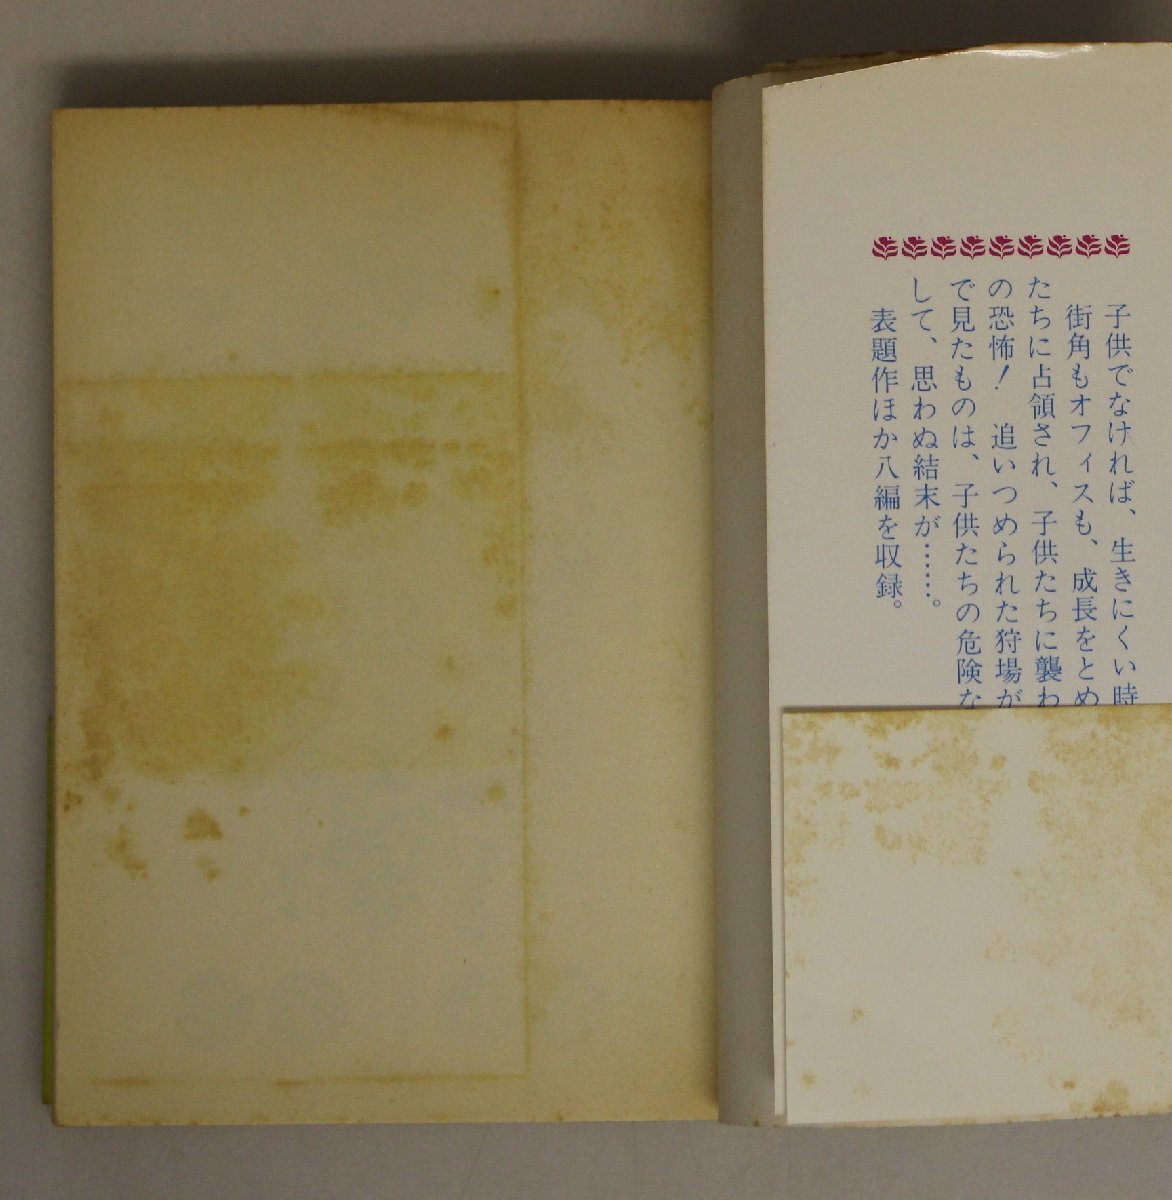 子供でなければ、生きにくい時
街角もオフィスも、成長をとめ
たちに占領され、子供たちに襲わ
の恐怖！　追いつめられた狩場が
で見たものは、子供たちの危険な
して、思わぬ結末が……。
表題作ほか八編を収録。